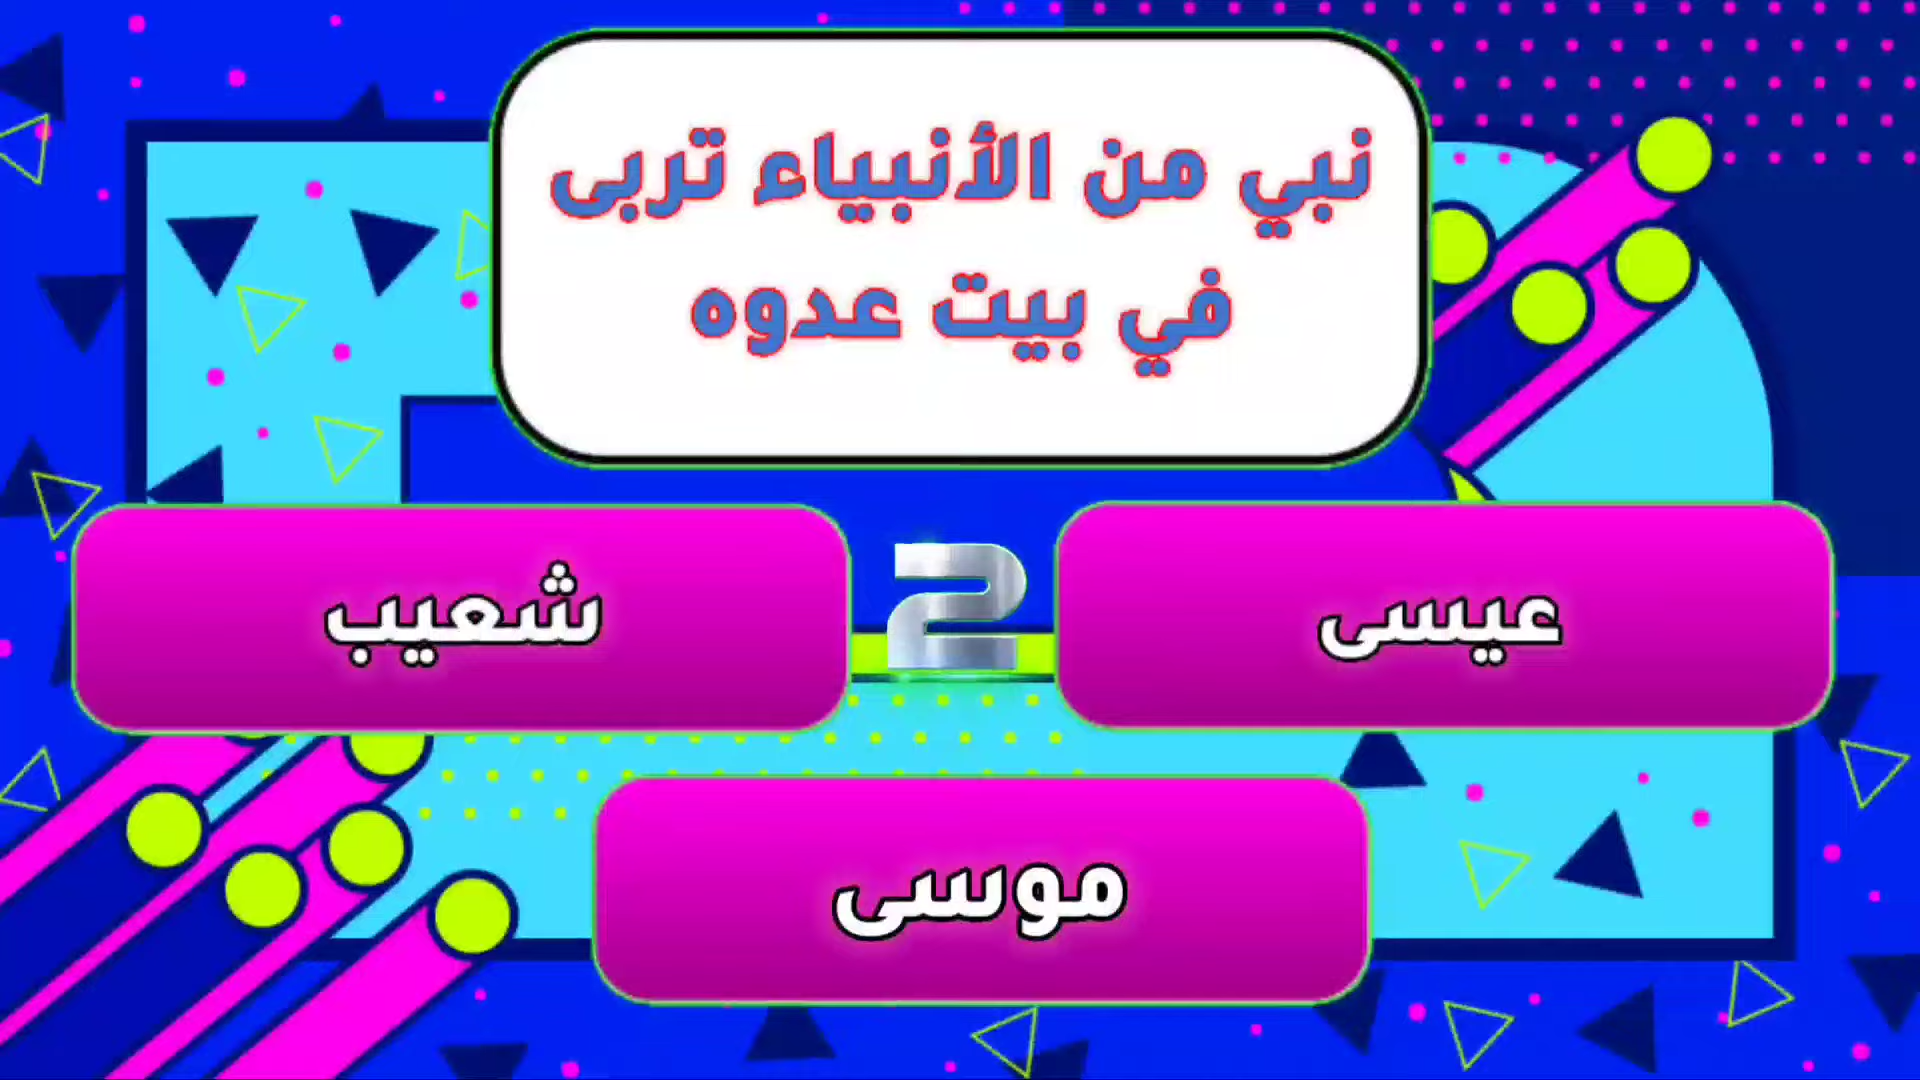 نبي من الأنبياء تربى
في بيت عدوه
عيسى
2
شعيب
موسى